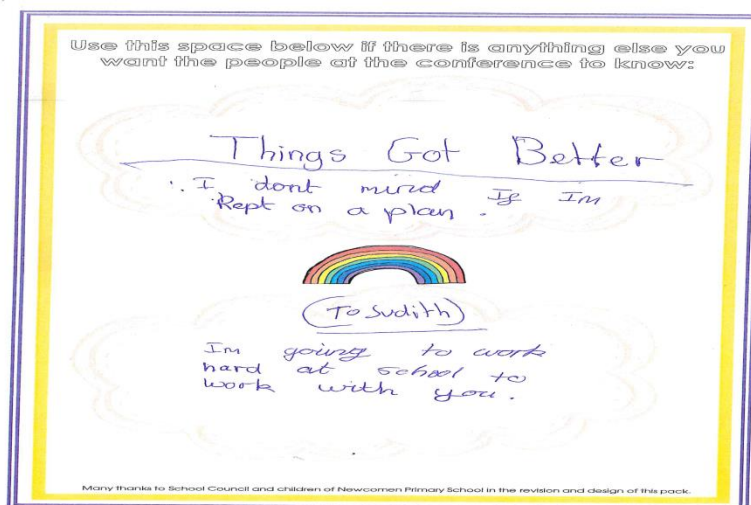 Use this space below if there is anything else you
want the people at the conference to know:
Things Got Better
. I dont mind If Im
Kept on a plan .
To Judith
Im going to work
hard at school to
work with you.
Many thanks to School Council and children of Newcomen Primary School in the revision and design of this pack.